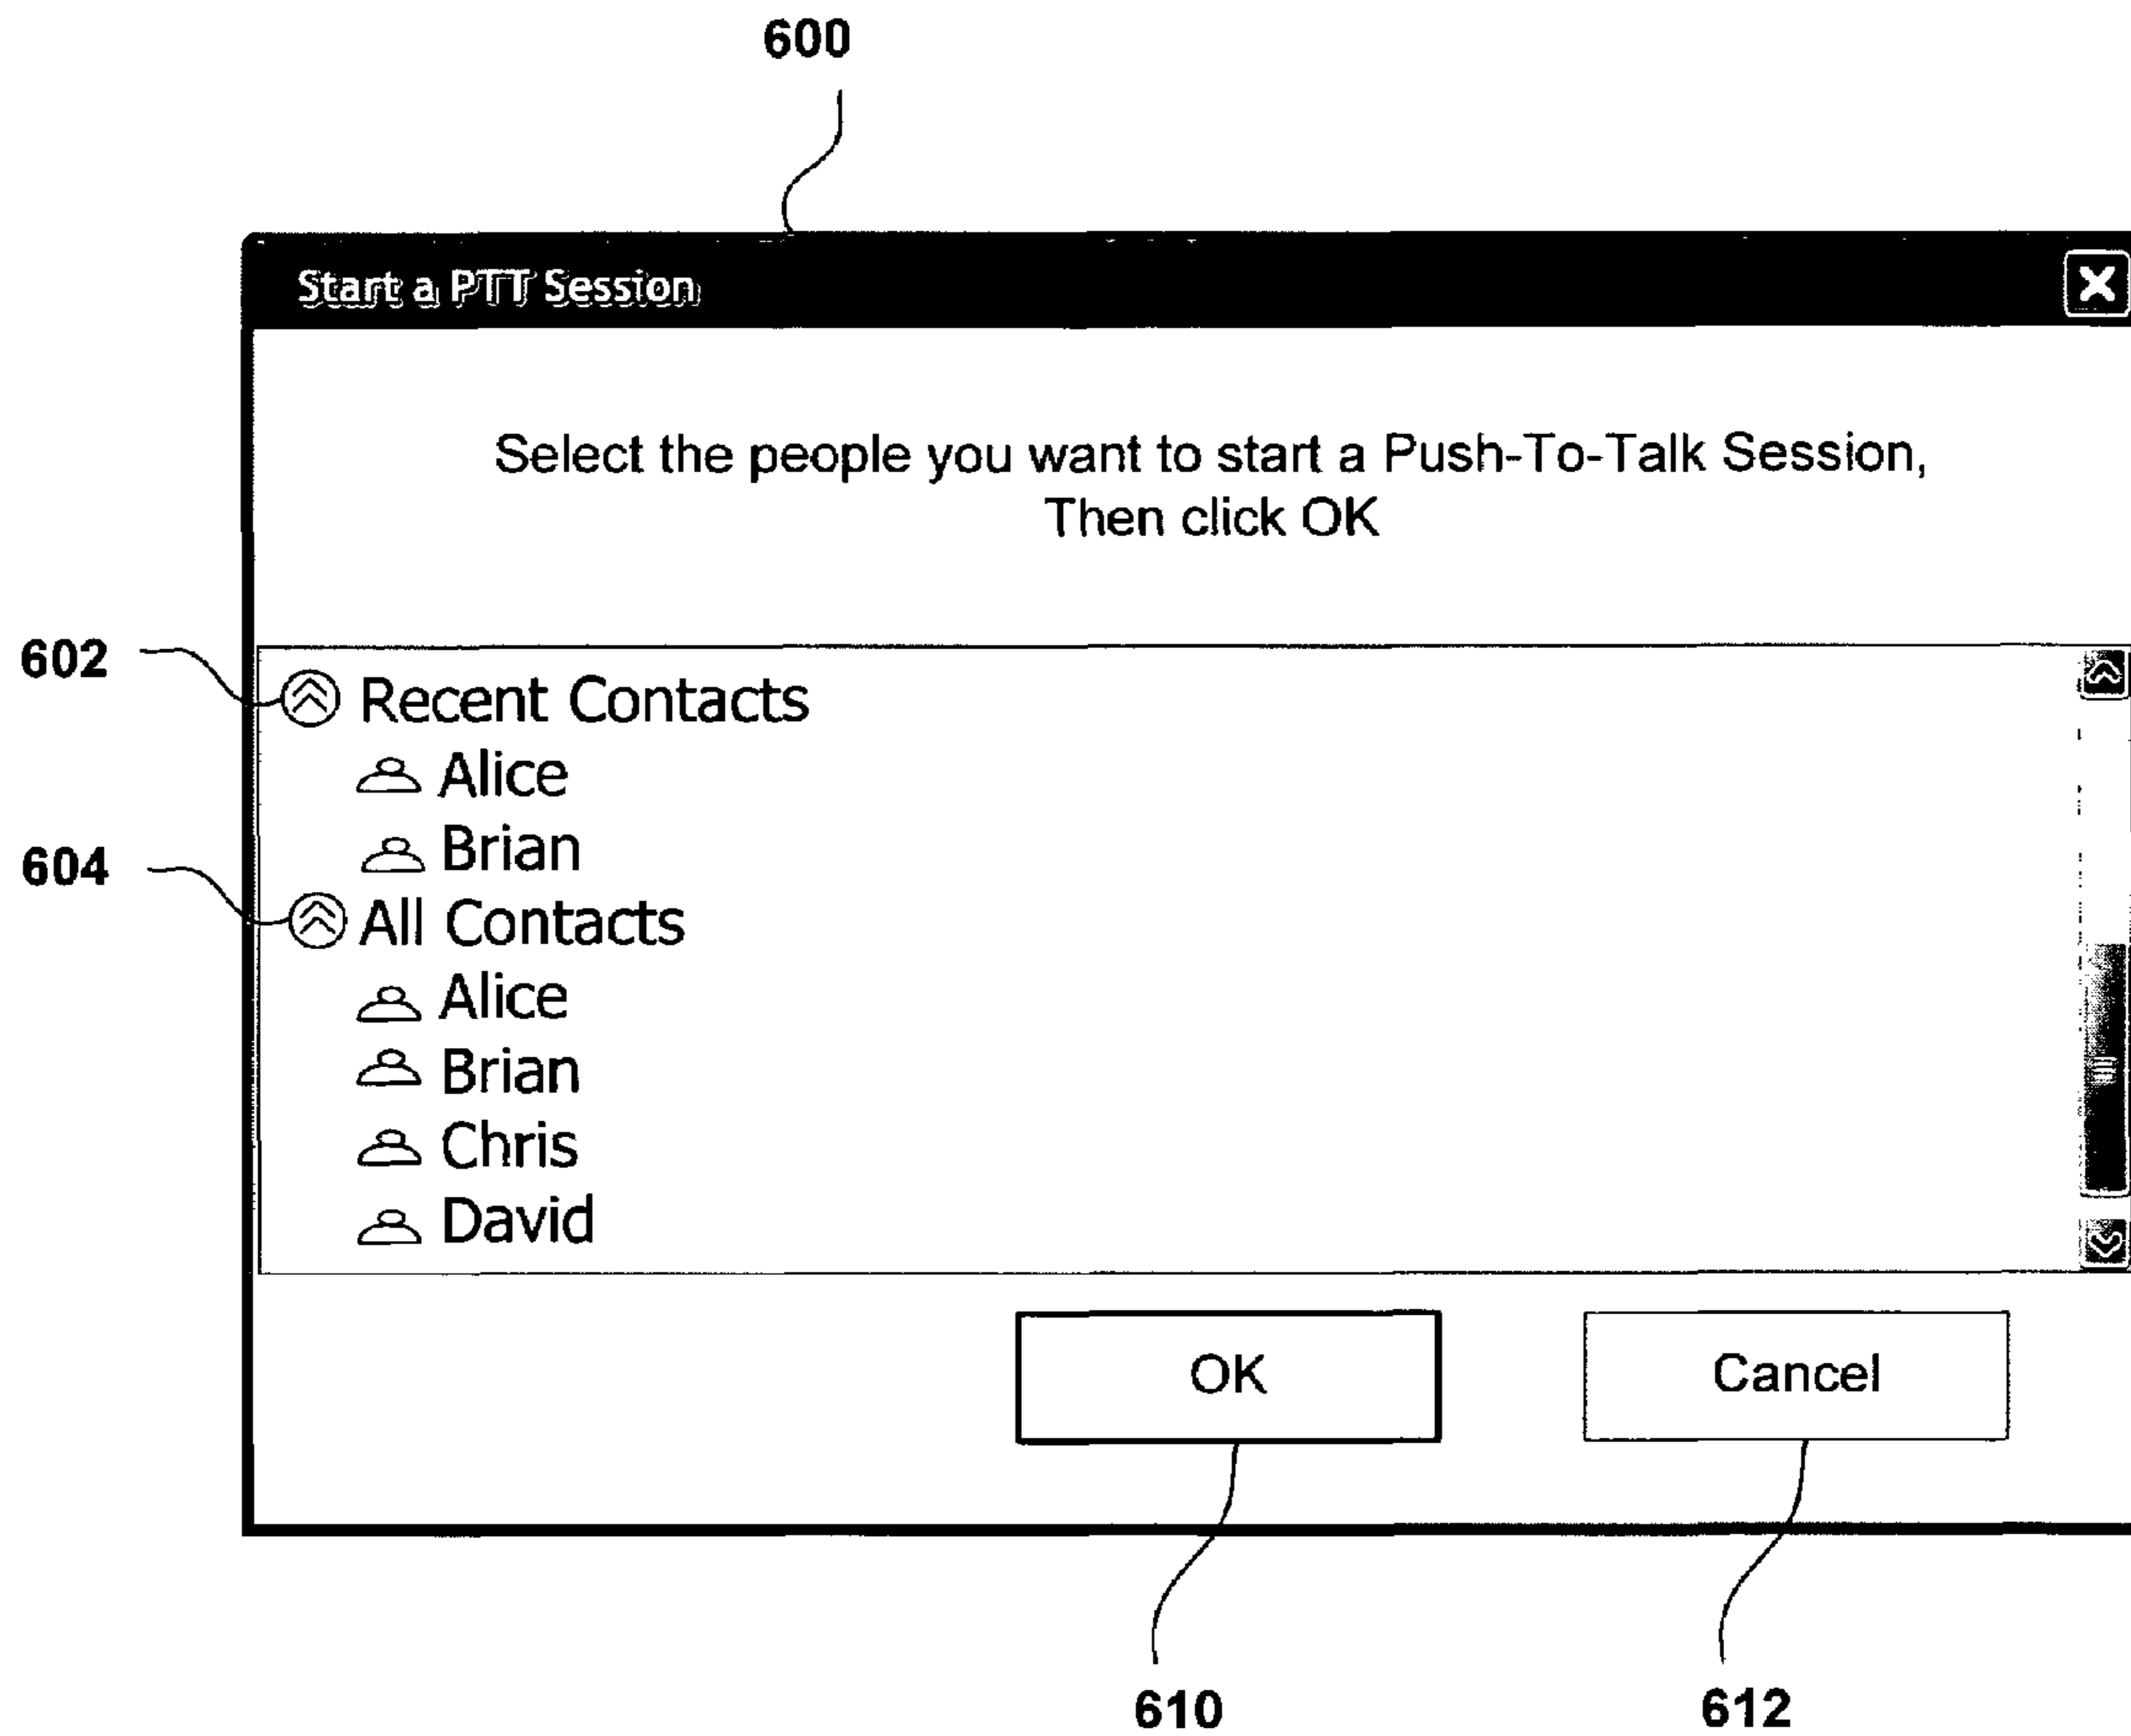 600
Start a PTT Session
Select the people you want to start a Push-To-Talk Session,
Then click OK
602
Recent Contacts
Alice
Brian
604
All Contacts
Alice
Brian
Chris
David
OK
Cancel
610
612